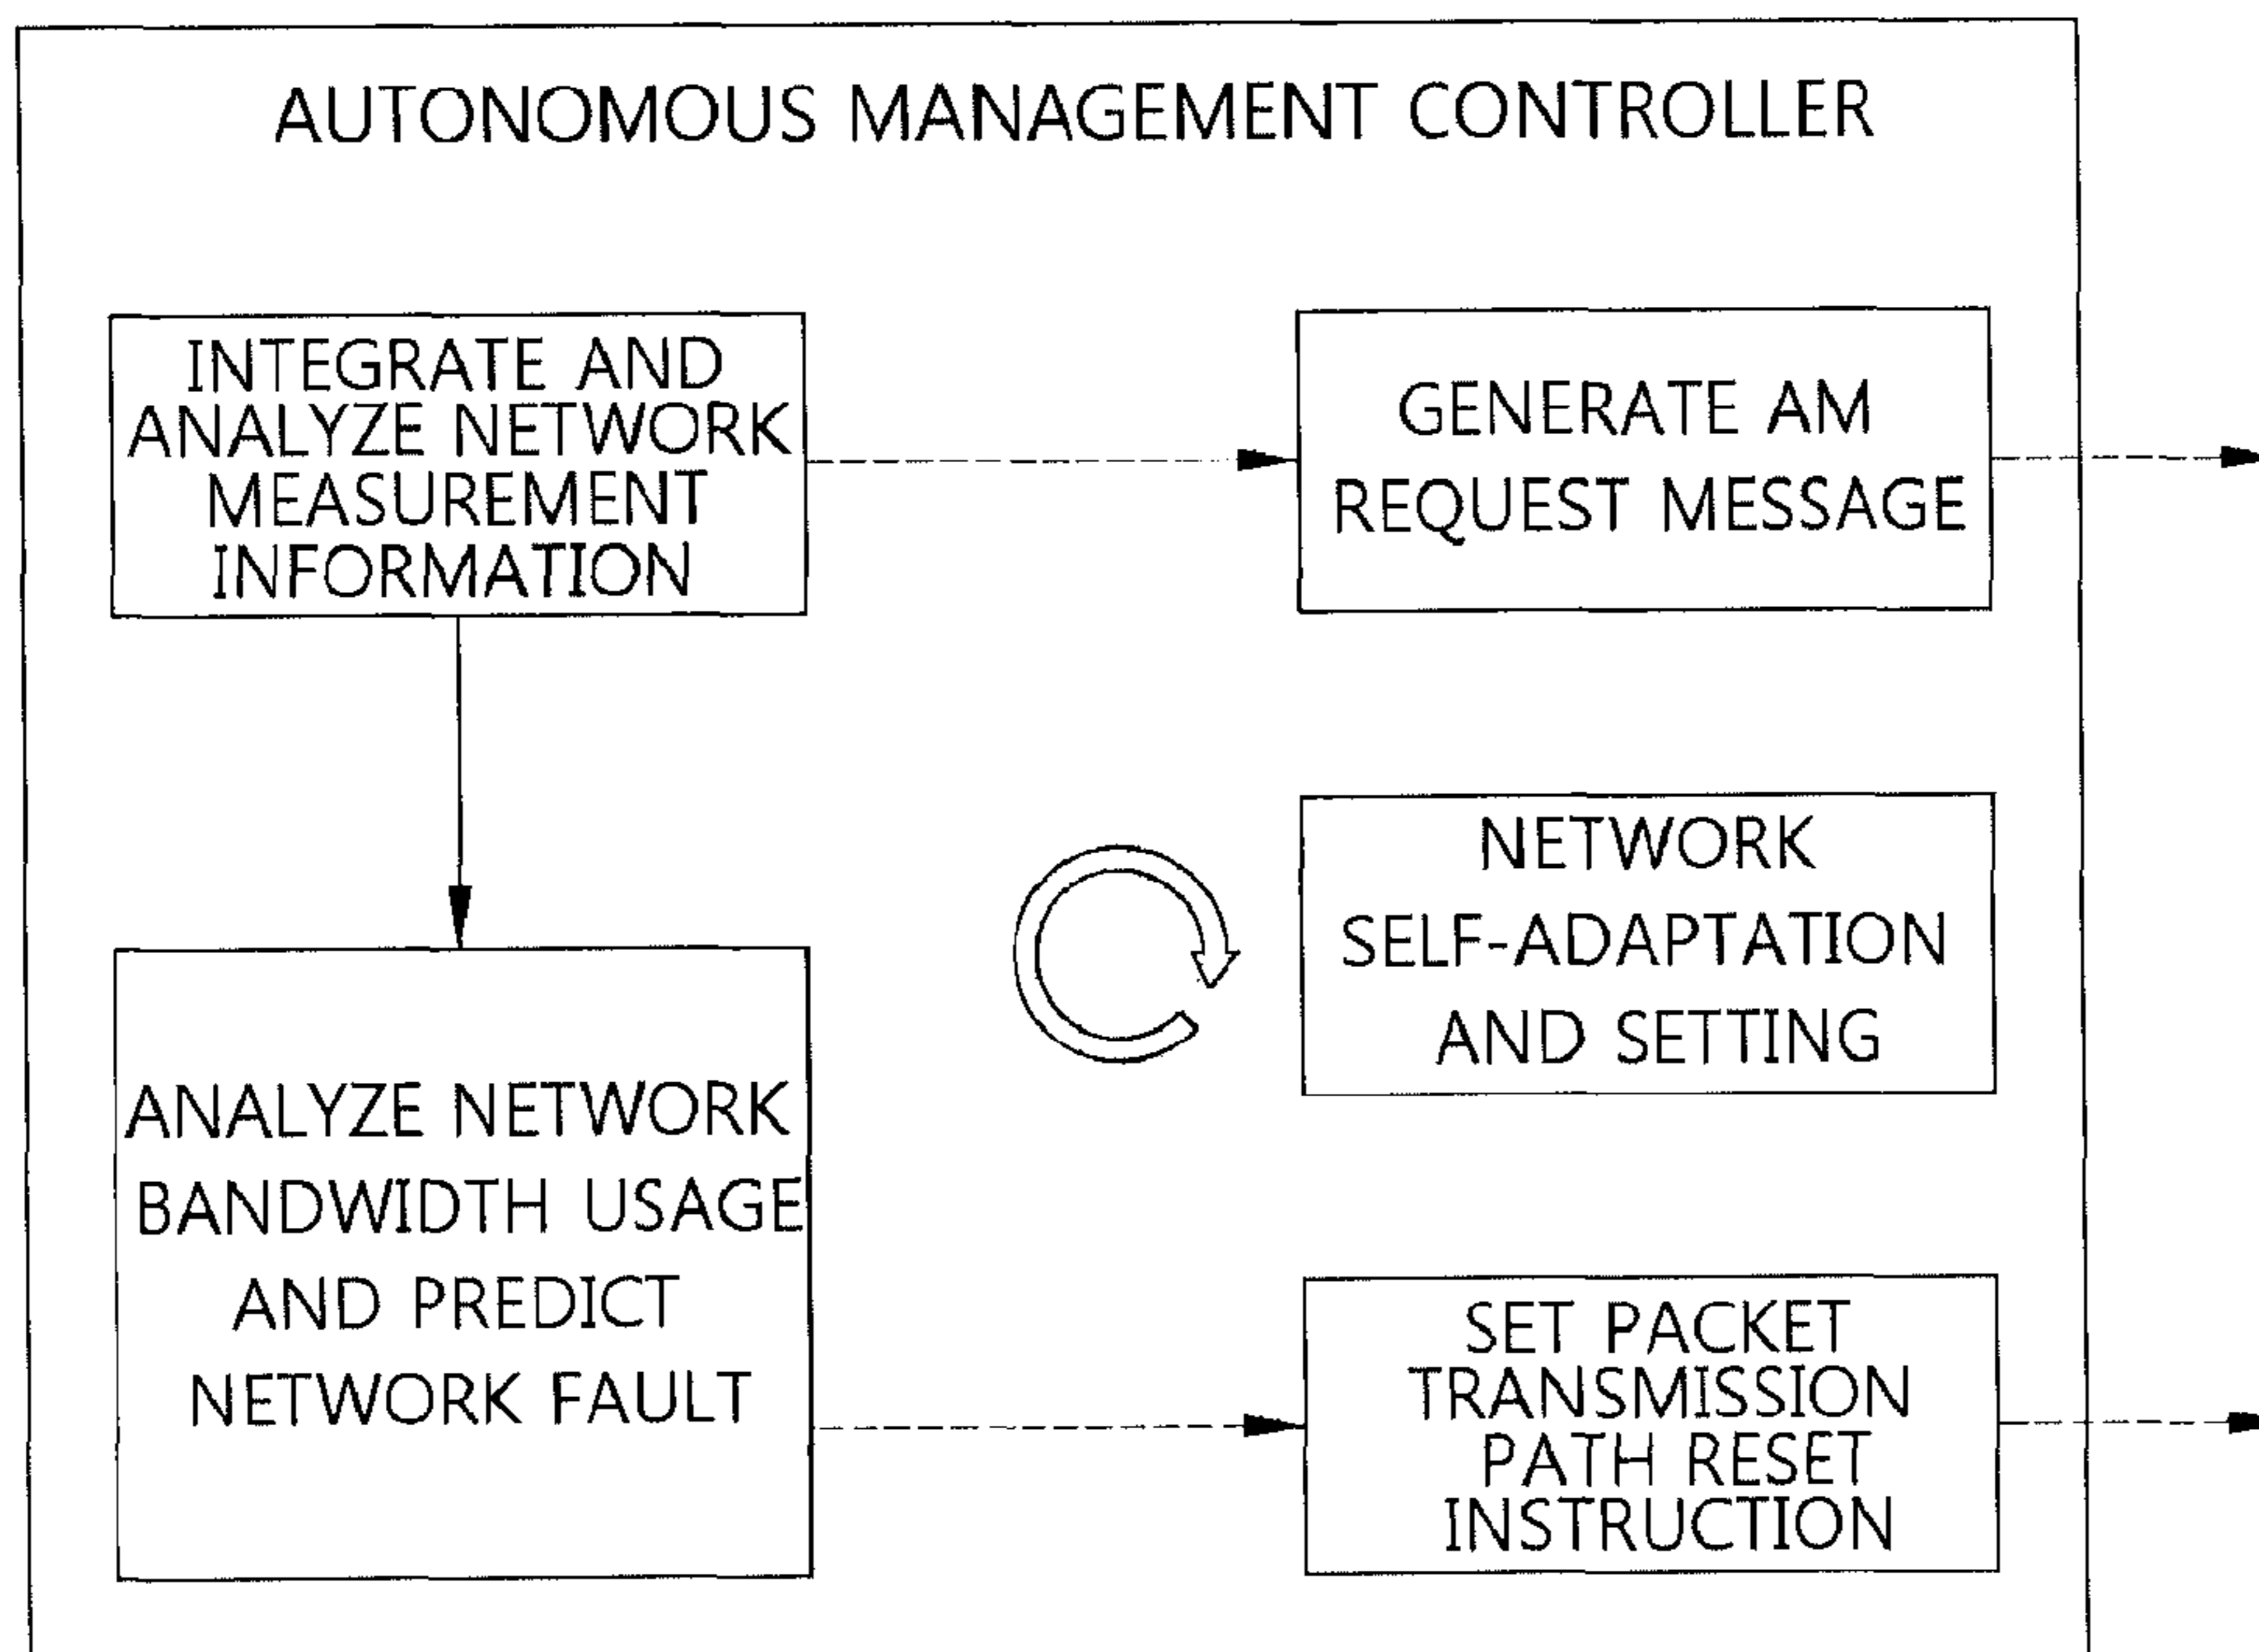 AUTONOMOUS MANAGEMENT CONTROLLER
INTEGRATE AND
ANALYZE NETWORK
MEASUREMENT
INFORMATION
GENERATE AM
REQUEST MESSAGE
NETWORK
SELF-ADAPTATION
AND SETTING
ANALYZE NETWORK
BANDWIDTH USAGE
AND PREDICT
NETWORK FAULT
SET PACKET
TRANSMISSION
PATH RESET
INSTRUCTION